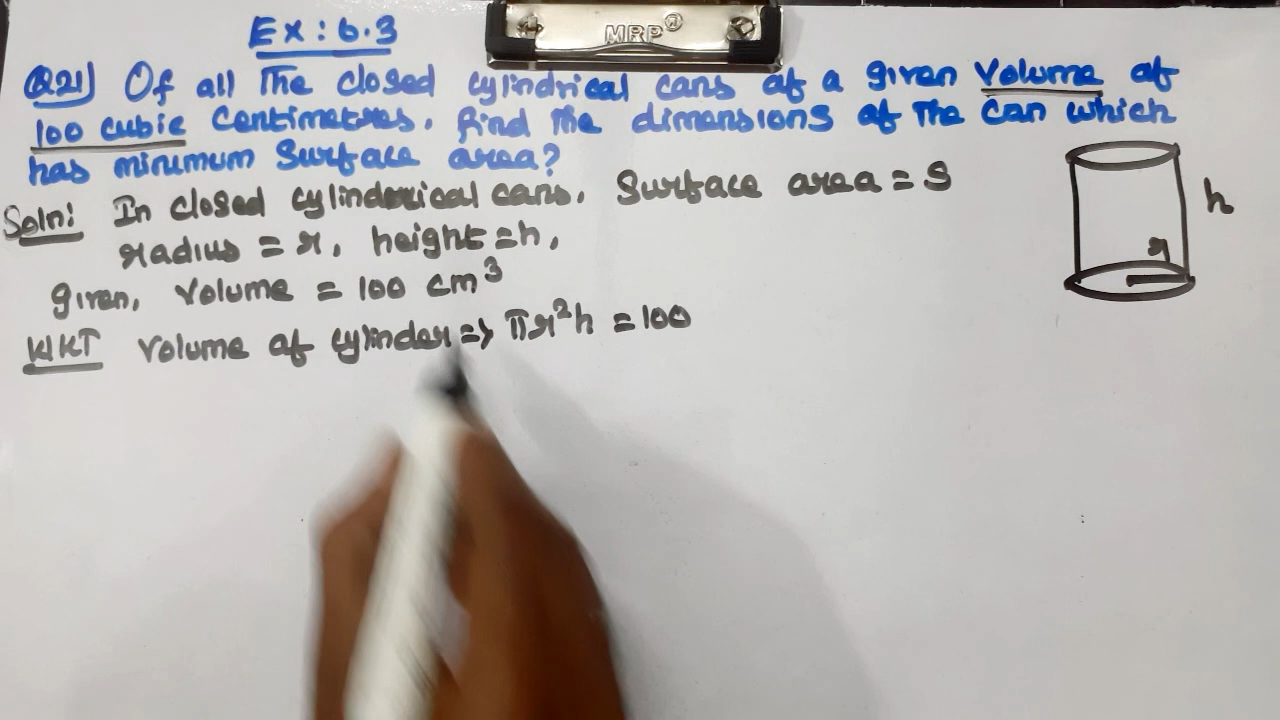 MRP®
Ex: 6.3
Q21) Of all The closed cylindrical cans of a given volume of
100 cubic centimetres, find the dimensions of The can which
has minimum surface area?
Soln: In closed cylinderical cans, Surface area = S
radius = r, height = h,
given, volume = 100 cm³
WKT volume of cylinder => πr²h = 100
h
r